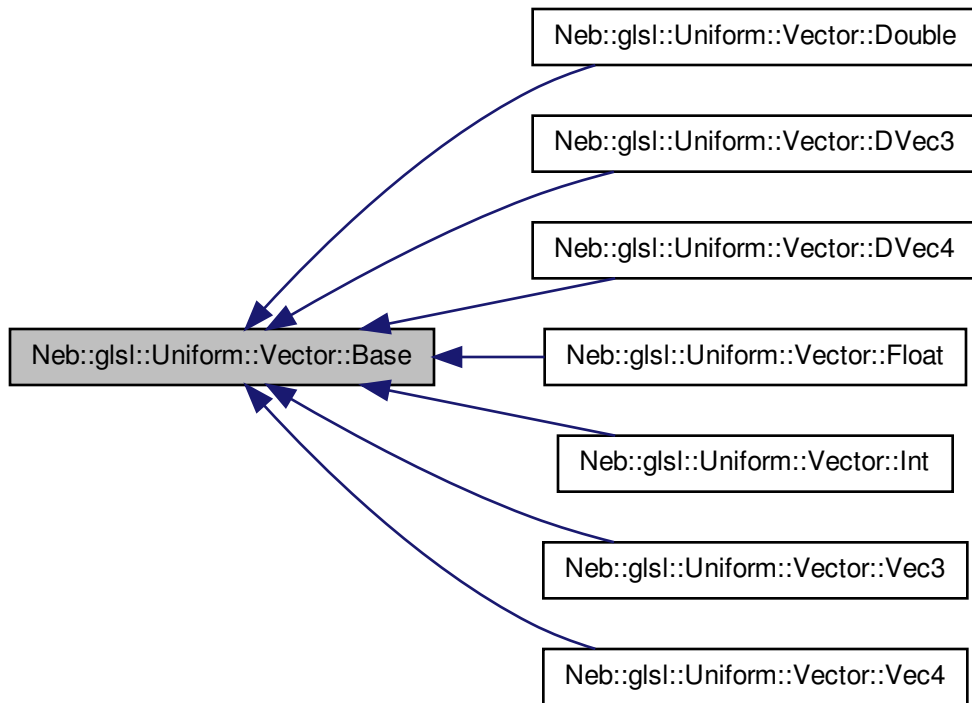 Neb::glsl::Uniform::Vector::Double
Neb::glsl::Uniform::Vector::DVec3
Neb::glsl::Uniform::Vector::DVec4
Neb::glsl::Uniform::Vector::Base
Neb::glsl::Uniform::Vector::Float
Neb::glsl::Uniform::Vector::Int
Neb::glsl::Uniform::Vector::Vec3
Neb::glsl::Uniform::Vector::Vec4